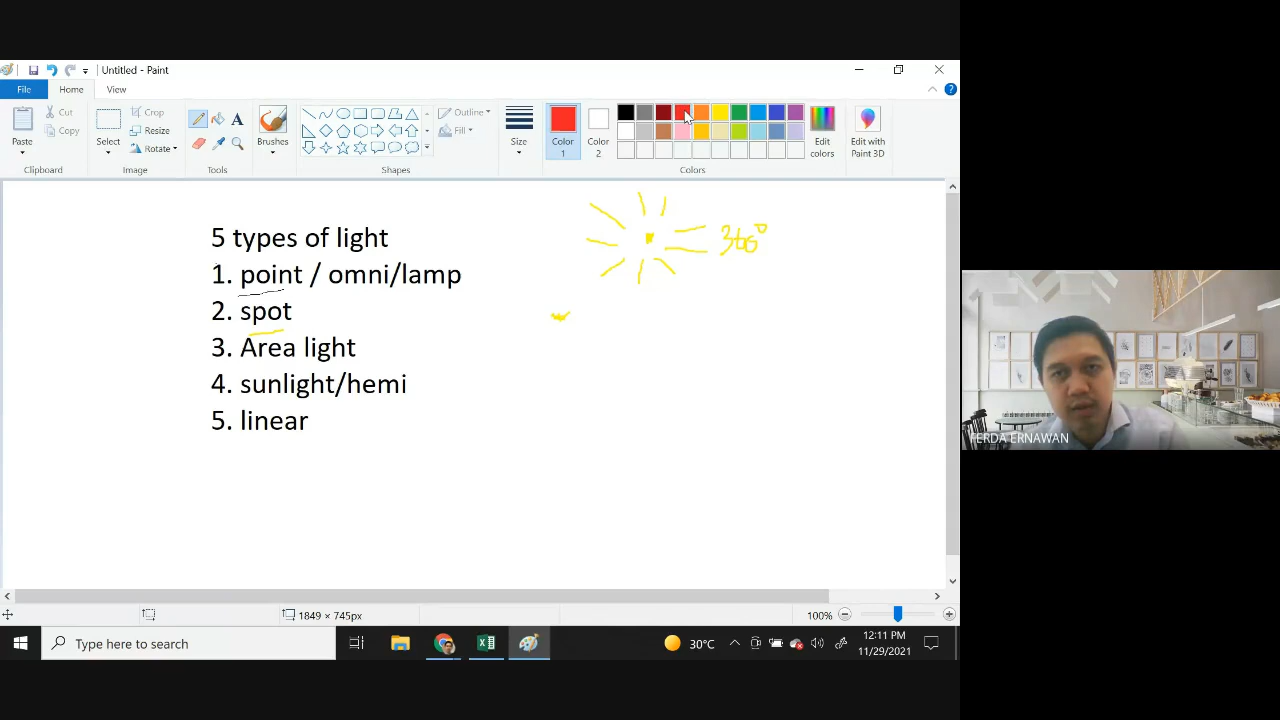 Untitled - Paint
File
Home
View
Paste
Cut
Copy
Clipboard
Select
Crop
Resize
Rotate
Image
A
Tools
Brushes
Outline
Fill
Shapes
Size
Color
1
Color
2
Edit
colors
Edit with
Paint 3D
Colors
5 types of light
1. point / omni/lamp
2. spot
3. Area light
4. sunlight/hemi
5. linear
360°
FERDA ERNAWAN
1849 × 745px
100%
Type here to search
30°C
12:11 PM
11/29/2021